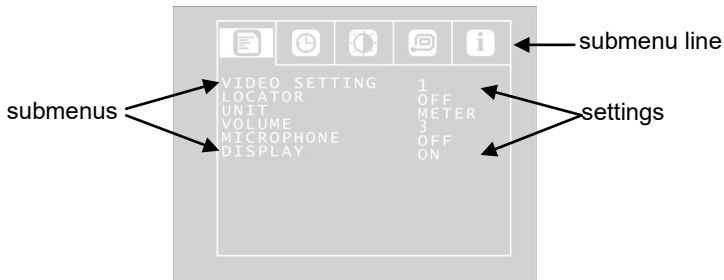 submenu line
VIDEO SETTING 1
LOCATOR OFF
UNIT METER
VOLUME 3
MICROPHONE OFF
DISPLAY ON
submenus
settings